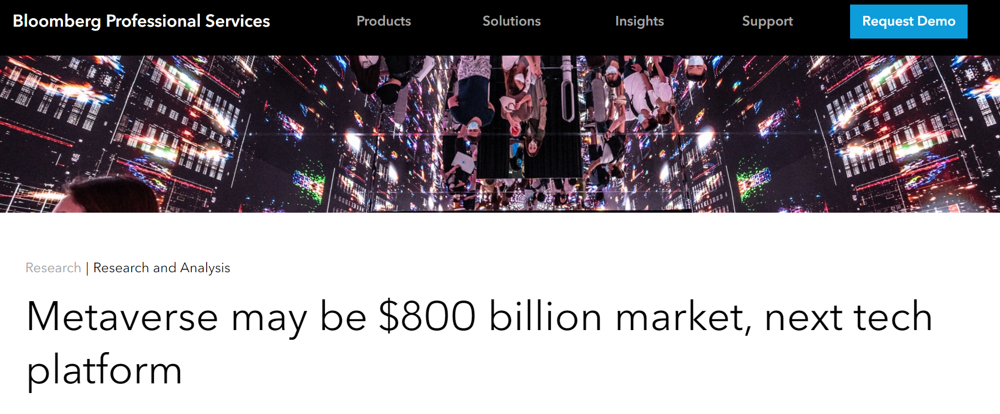 Bloomberg Professional Services
Products
Solutions
Insights
Support
Request Demo
Research | Research and Analysis
Metaverse may be $800 billion market, next tech
platform